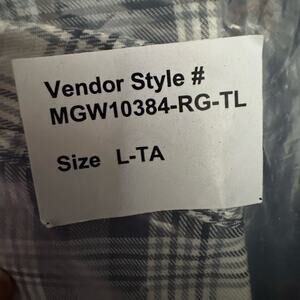 Vendor Style #
MGW10384-RG-TL
Size L-TA